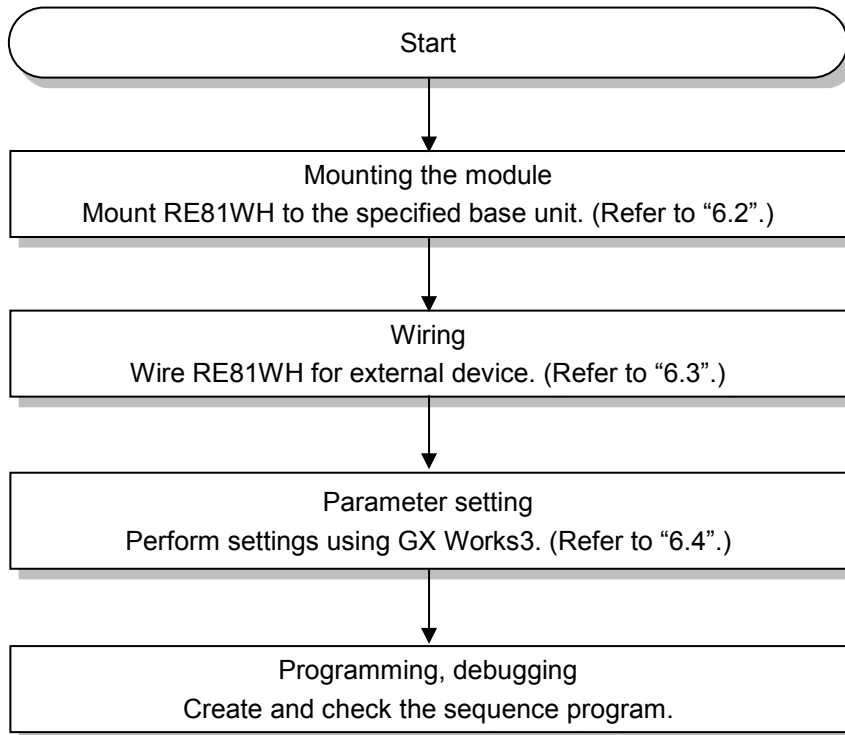 Start
Mounting the module
Mount RE81WH to the specified base unit. (Refer to “6.2”.)
Wiring
Wire RE81WH for external device. (Refer to “6.3”.)
Parameter setting
Perform settings using GX Works3. (Refer to “6.4”.)
Programming, debugging
Create and check the sequence program.